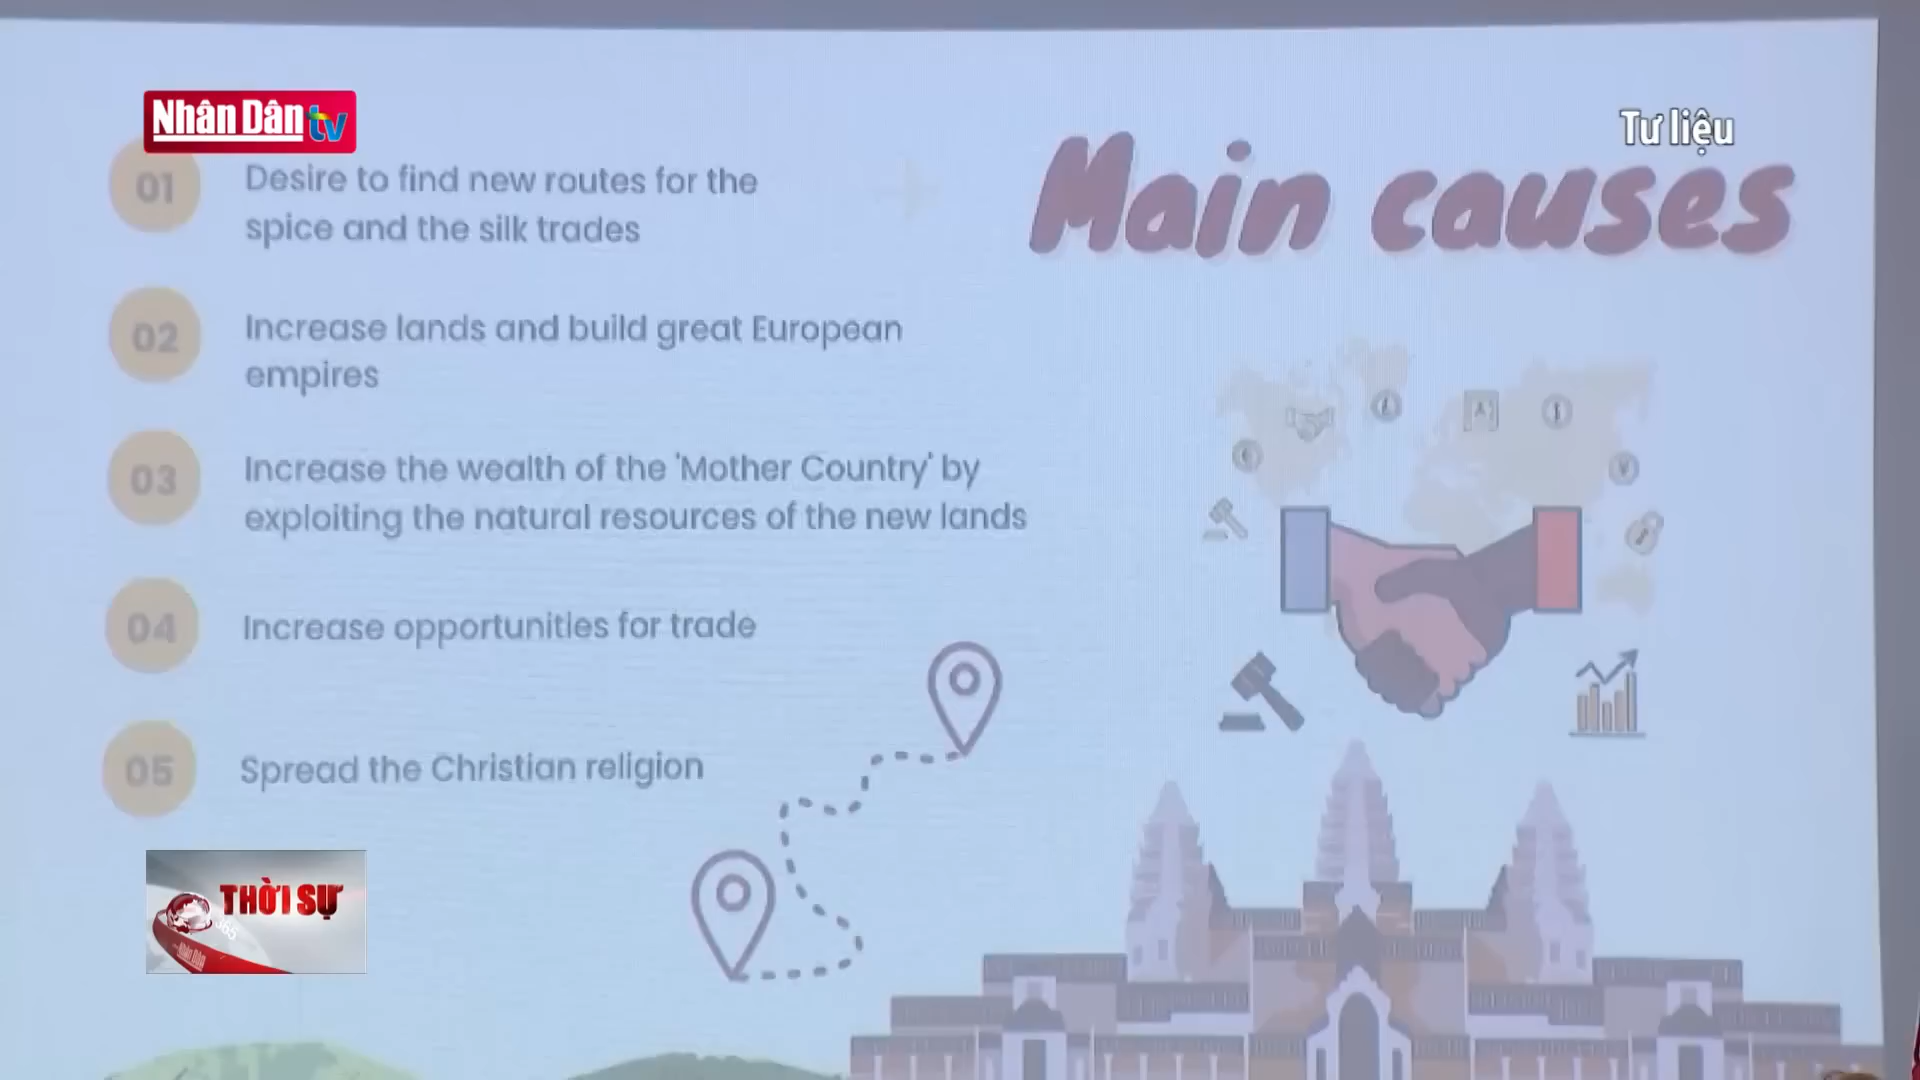 Nhân Dân tv
Tư liệu
Main causes
01
Desire to find new routes for the
spice and the silk trades
02
Increase lands and build great European
empires
03
Increase the wealth of the 'Mother Country' by
exploiting the natural resources of the new lands
04
Increase opportunities for trade
05
Spread the Christian religion
THỜI SỰ
365
Nhân Dân